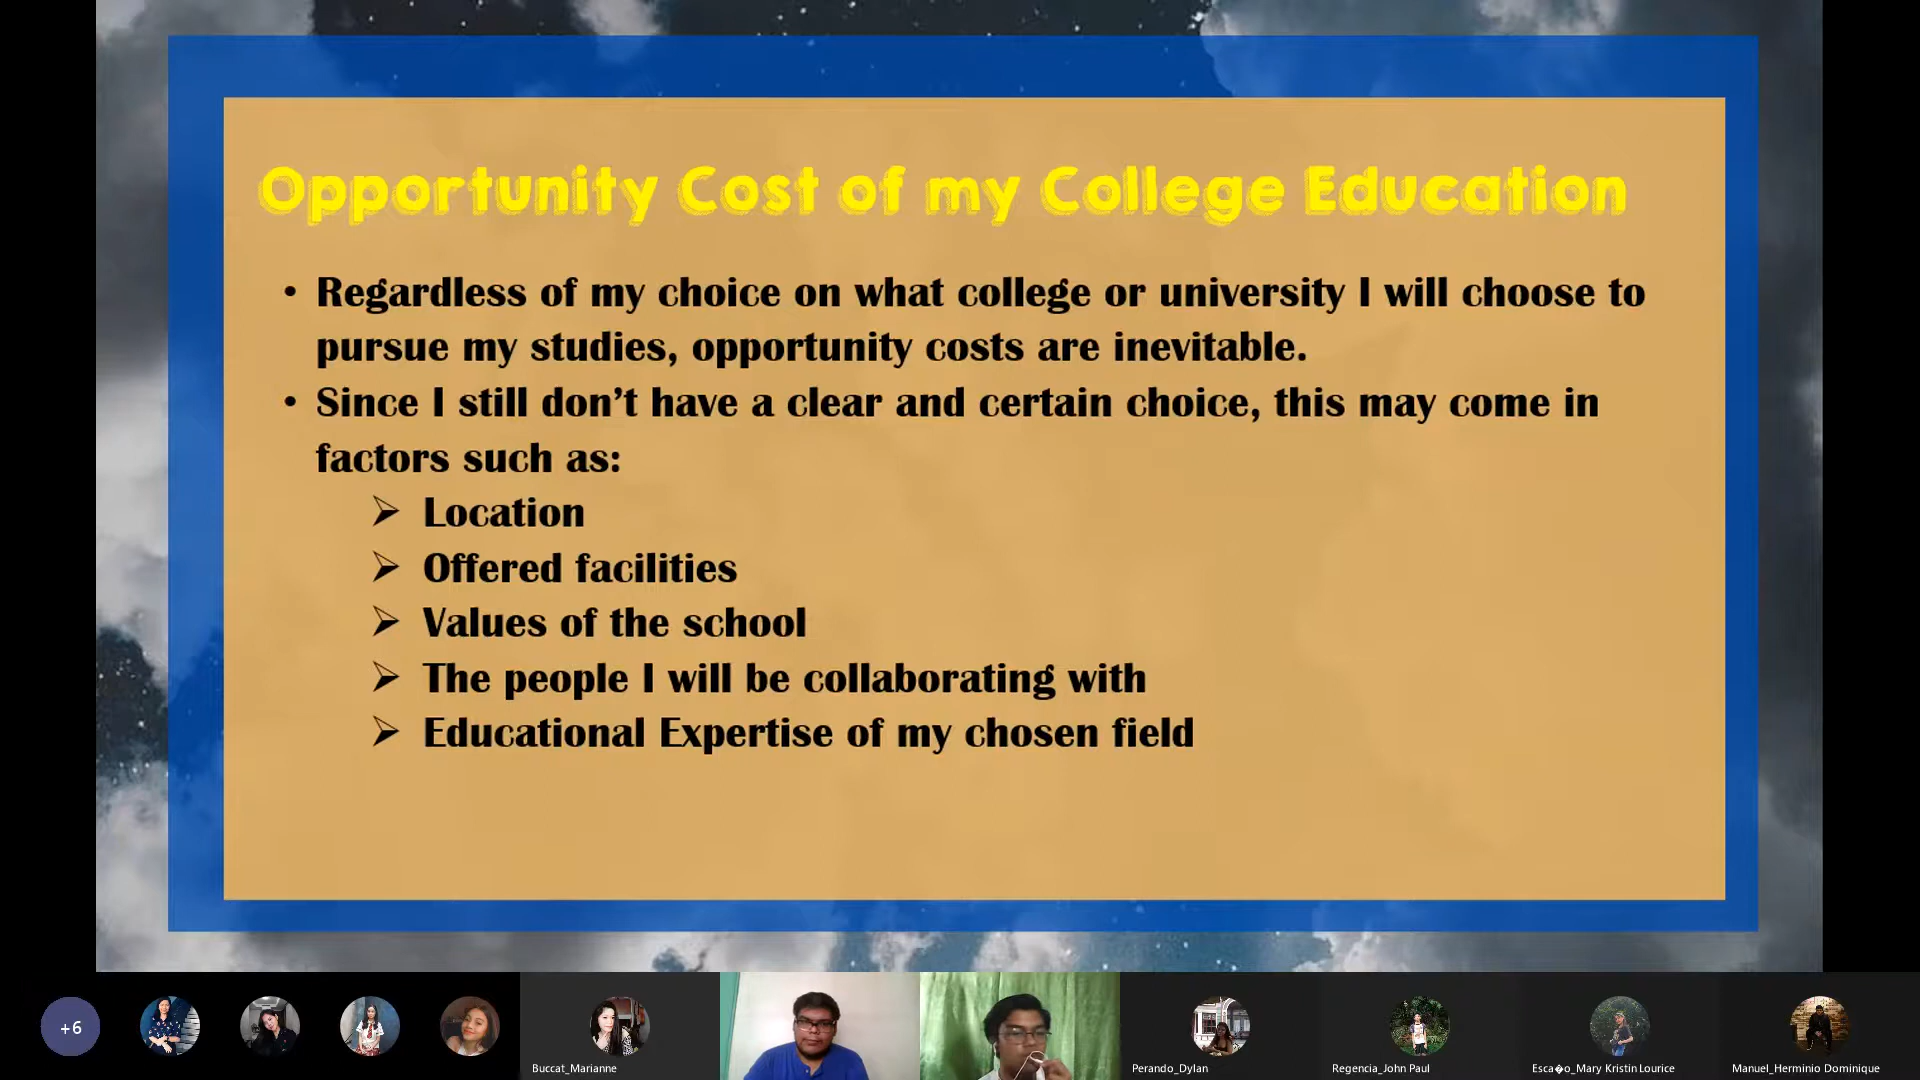 Opportunity Cost of my College Education
• Regardless of my choice on what college or university I will choose to
pursue my studies, opportunity costs are inevitable.
• Since I still don’t have a clear and certain choice, this may come in
factors such as:
➢ Location
➢ Offered facilities
➢ Values of the school
➢ The people I will be collaborating with
➢ Educational Expertise of my chosen field
+6
Buccat_Marianne
Perando_Dylan
Regencia_John Paul
Esca�o_Mary Kristin Lourice
Manuel_Herminio Dominique